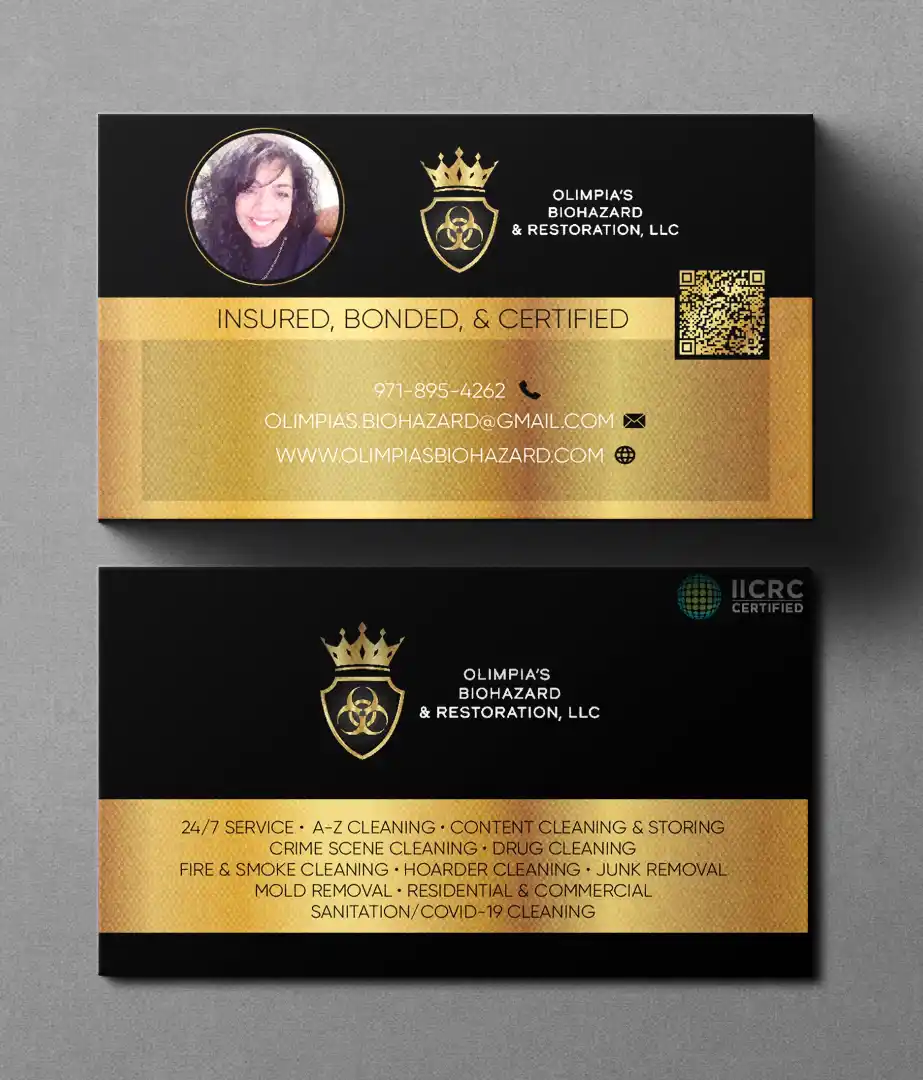 OLIMPIA'S
BIOHAZARD
& RESTORATION, LLC
INSURED, BONDED, & CERTIFIED
971-895-4262
OLIMPIAS.BIOHAZARD@GMAIL.COM
WWW.OLIMPIASBIOHAZARD.COM
IICRC
CERTIFIED
OLIMPIA'S
BIOHAZARD
& RESTORATION, LLC
24/7 SERVICE • A-Z CLEANING • CONTENT CLEANING & STORING
CRIME SCENE CLEANING • DRUG CLEANING
FIRE & SMOKE CLEANING • HOARDER CLEANING • JUNK REMOVAL
MOLD REMOVAL • RESIDENTIAL & COMMERCIAL
SANITATION/COVID-19 CLEANING